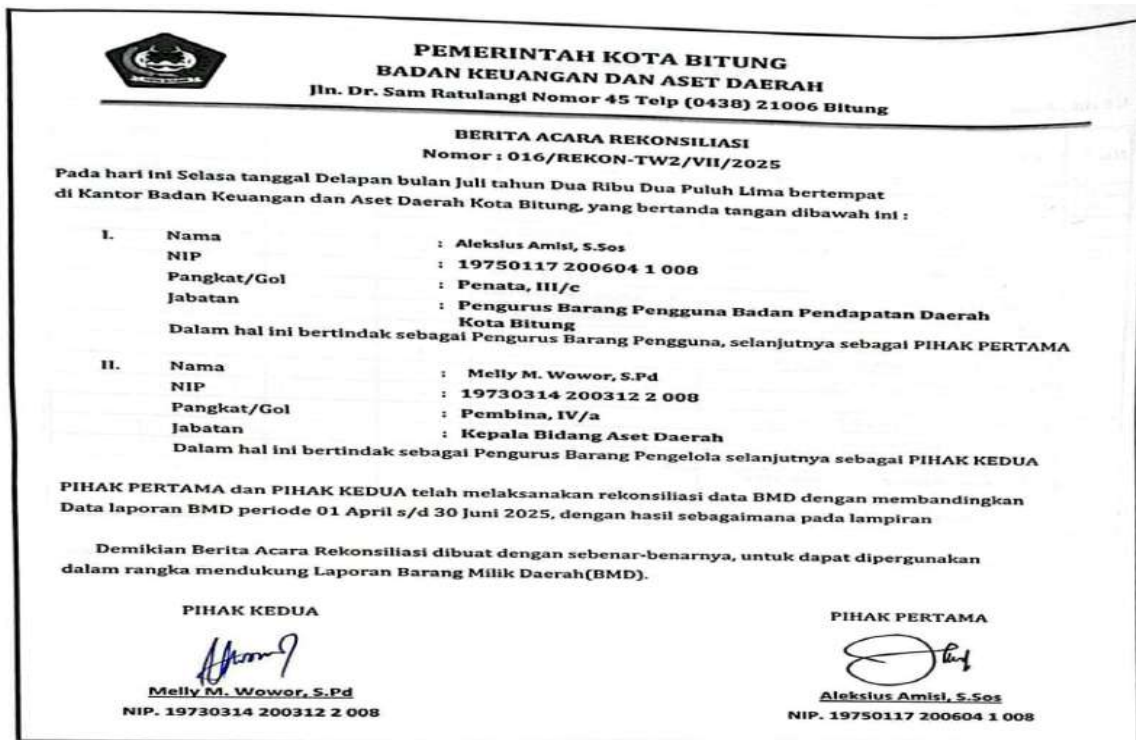 PEMERINTAH KOTA BITUNG
BADAN KEUANGAN DAN ASET DAERAH
Jln. Dr. Sam Ratulangi Nomor 45 Telp (0438) 21006 Bitung
BERITA ACARA REKONSILIASI
Nomor : 016/REKON-TW2/VII/2025
Pada hari ini Selasa tanggal Delapan bulan Juli tahun Dua Ribu Dua Puluh Lima bertempat
di Kantor Badan Keuangan dan Aset Daerah Kota Bitung, yang bertanda tangan dibawah ini :
I. Nama : Aleksius Amisi, S.Sos
NIP : 19750117 200604 1 008
Pangkat/Gol : Penata, III/c
Jabatan : Pengurus Barang Pengguna Badan Pendapatan Daerah
Kota Bitung
Dalam hal ini bertindak sebagai Pengurus Barang Pengguna, selanjutnya sebagai PIHAK PERTAMA
II. Nama : Melly M. Wowor, S.Pd
NIP : 19730314 200312 2 008
Pangkat/Gol : Pembina, IV/a
Jabatan : Kepala Bidang Aset Daerah
Dalam hal ini bertindak sebagai Pengurus Barang Pengelola selanjutnya sebagai PIHAK KEDUA
PIHAK PERTAMA dan PIHAK KEDUA telah melaksanakan rekonsiliasi data BMD dengan membandingkan
Data laporan BMD periode 01 April s/d 30 Juni 2025, dengan hasil sebagaimana pada lampiran
Demikian Berita Acara Rekonsiliasi dibuat dengan sebenar-benarnya, untuk dapat dipergunakan
dalam rangka mendukung Laporan Barang Milik Daerah(BMD).
PIHAK KEDUA
Melly M. Wowor, S.Pd
NIP. 19730314 200312 2 008
PIHAK PERTAMA
Aleksius Amisi, S.Sos
NIP. 19750117 200604 1 008